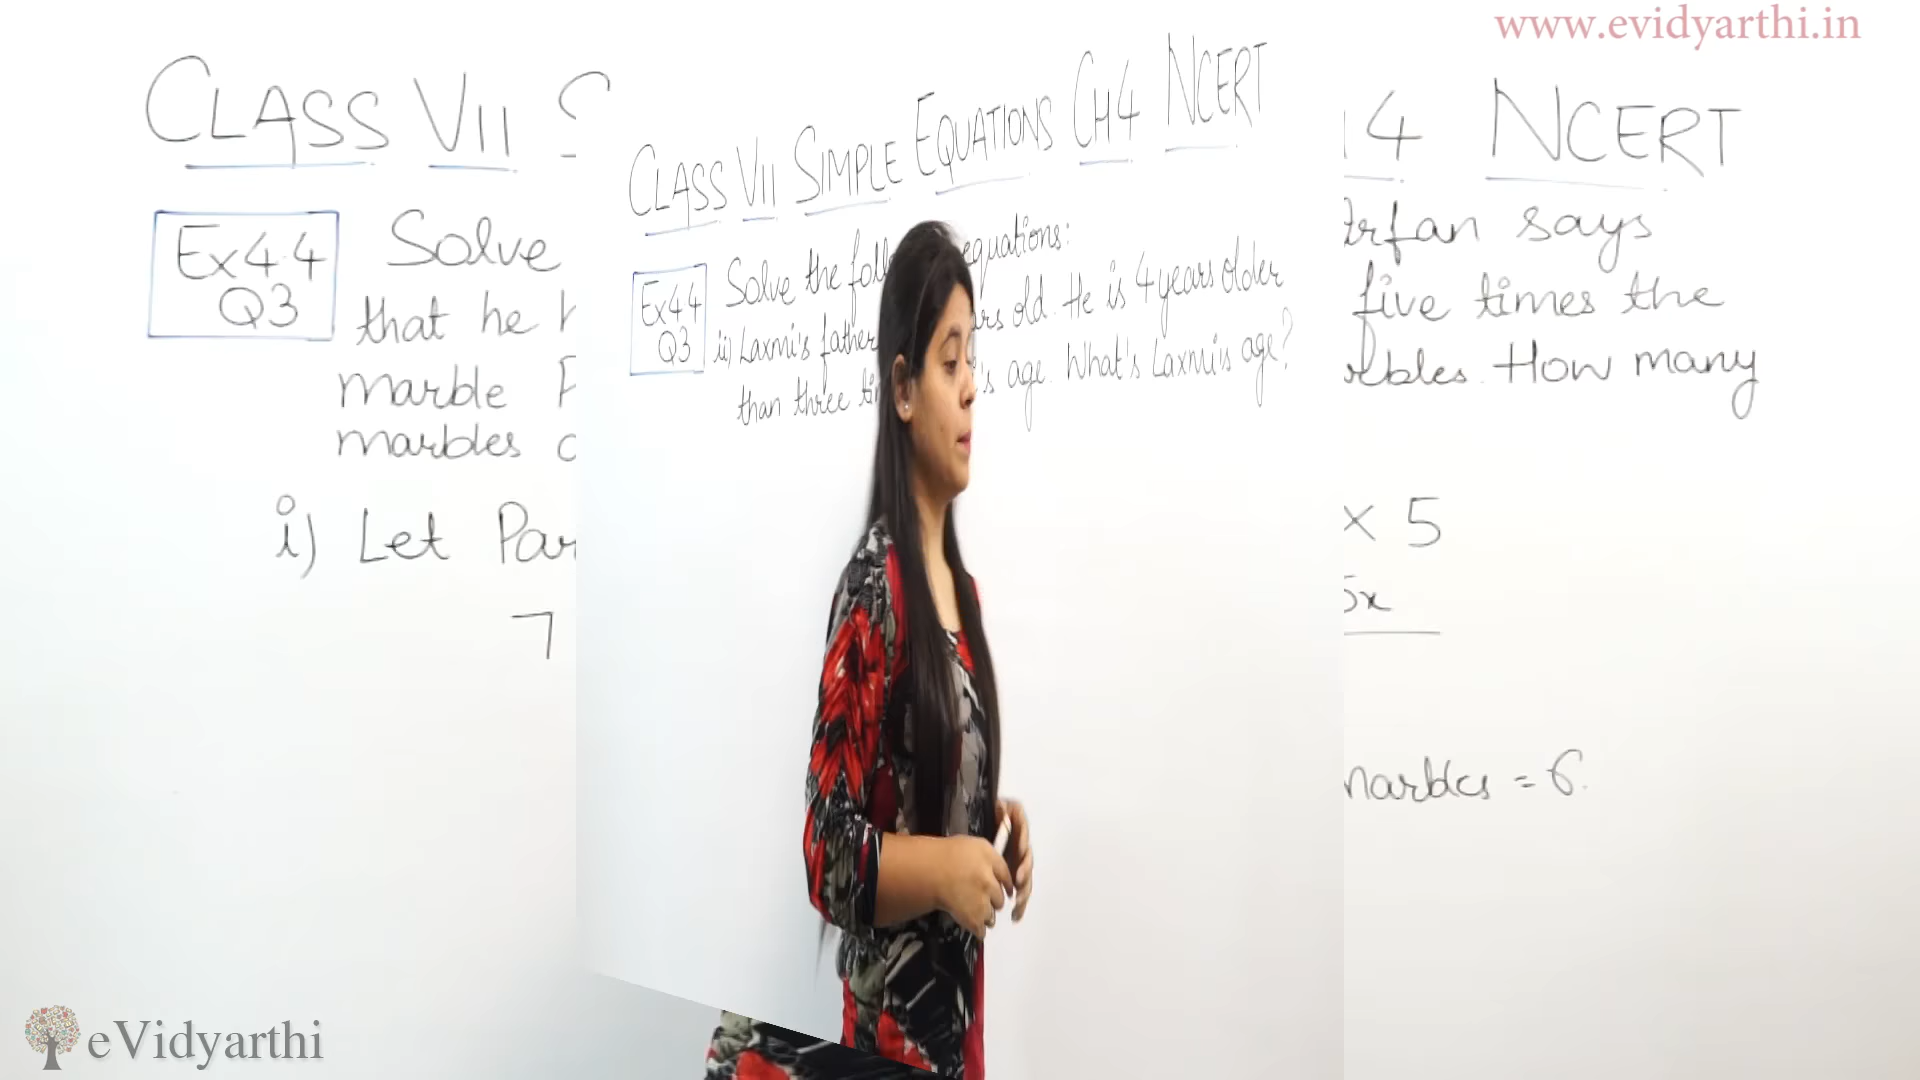 www.evidyarthi.in
CLASS VII
4 NCERT
Ex4.4
Q3
Solve
that he
marble P
marbles
i) Let Par
7
CLASS VII SIMPLE EQUATIONS CH4 NCERT
Ex4.4
Q3
Solve the foll equations:
ii) Laxmi's father rs old. He is 4 years older
than three ti 's age. What's Laxmi's age?
Irfan says
five times the
rbles. How many
x 5
5x
marbles = 6.
eVidyarthi